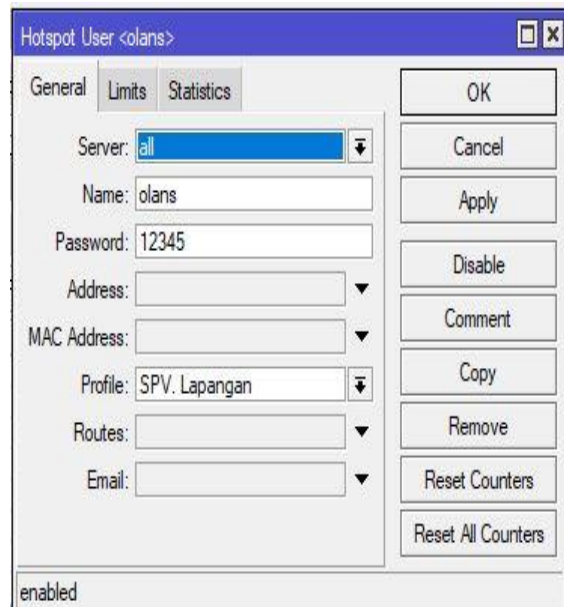 Hotspot User <olans>
General Limits Statistics
Server: all
Name: olans
Password: 12345
Address:
MAC Address:
Profile: SPV. Lapangan
Routes:
Email:
OK
Cancel
Apply
Disable
Comment
Copy
Remove
Reset Counters
Reset All Counters
enabled